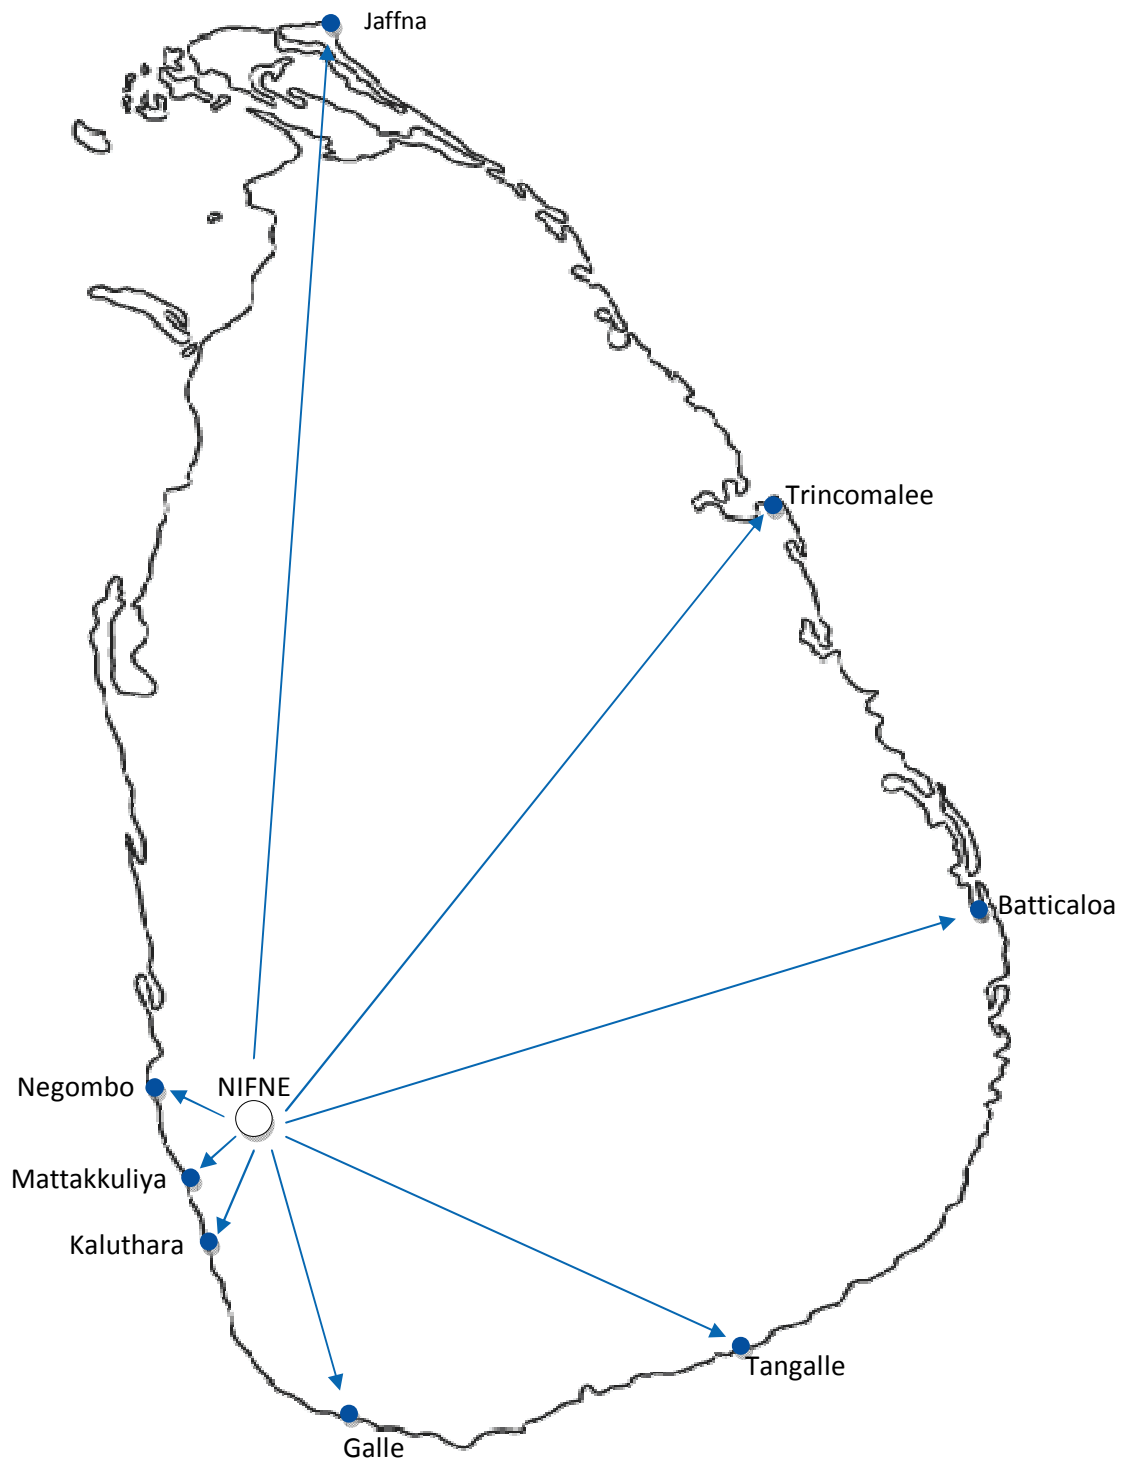 Jaffna
Trincomalee
Batticaloa
Negombo
NIFNE
Mattakkuliya
Kaluthara
Tangalle
Galle